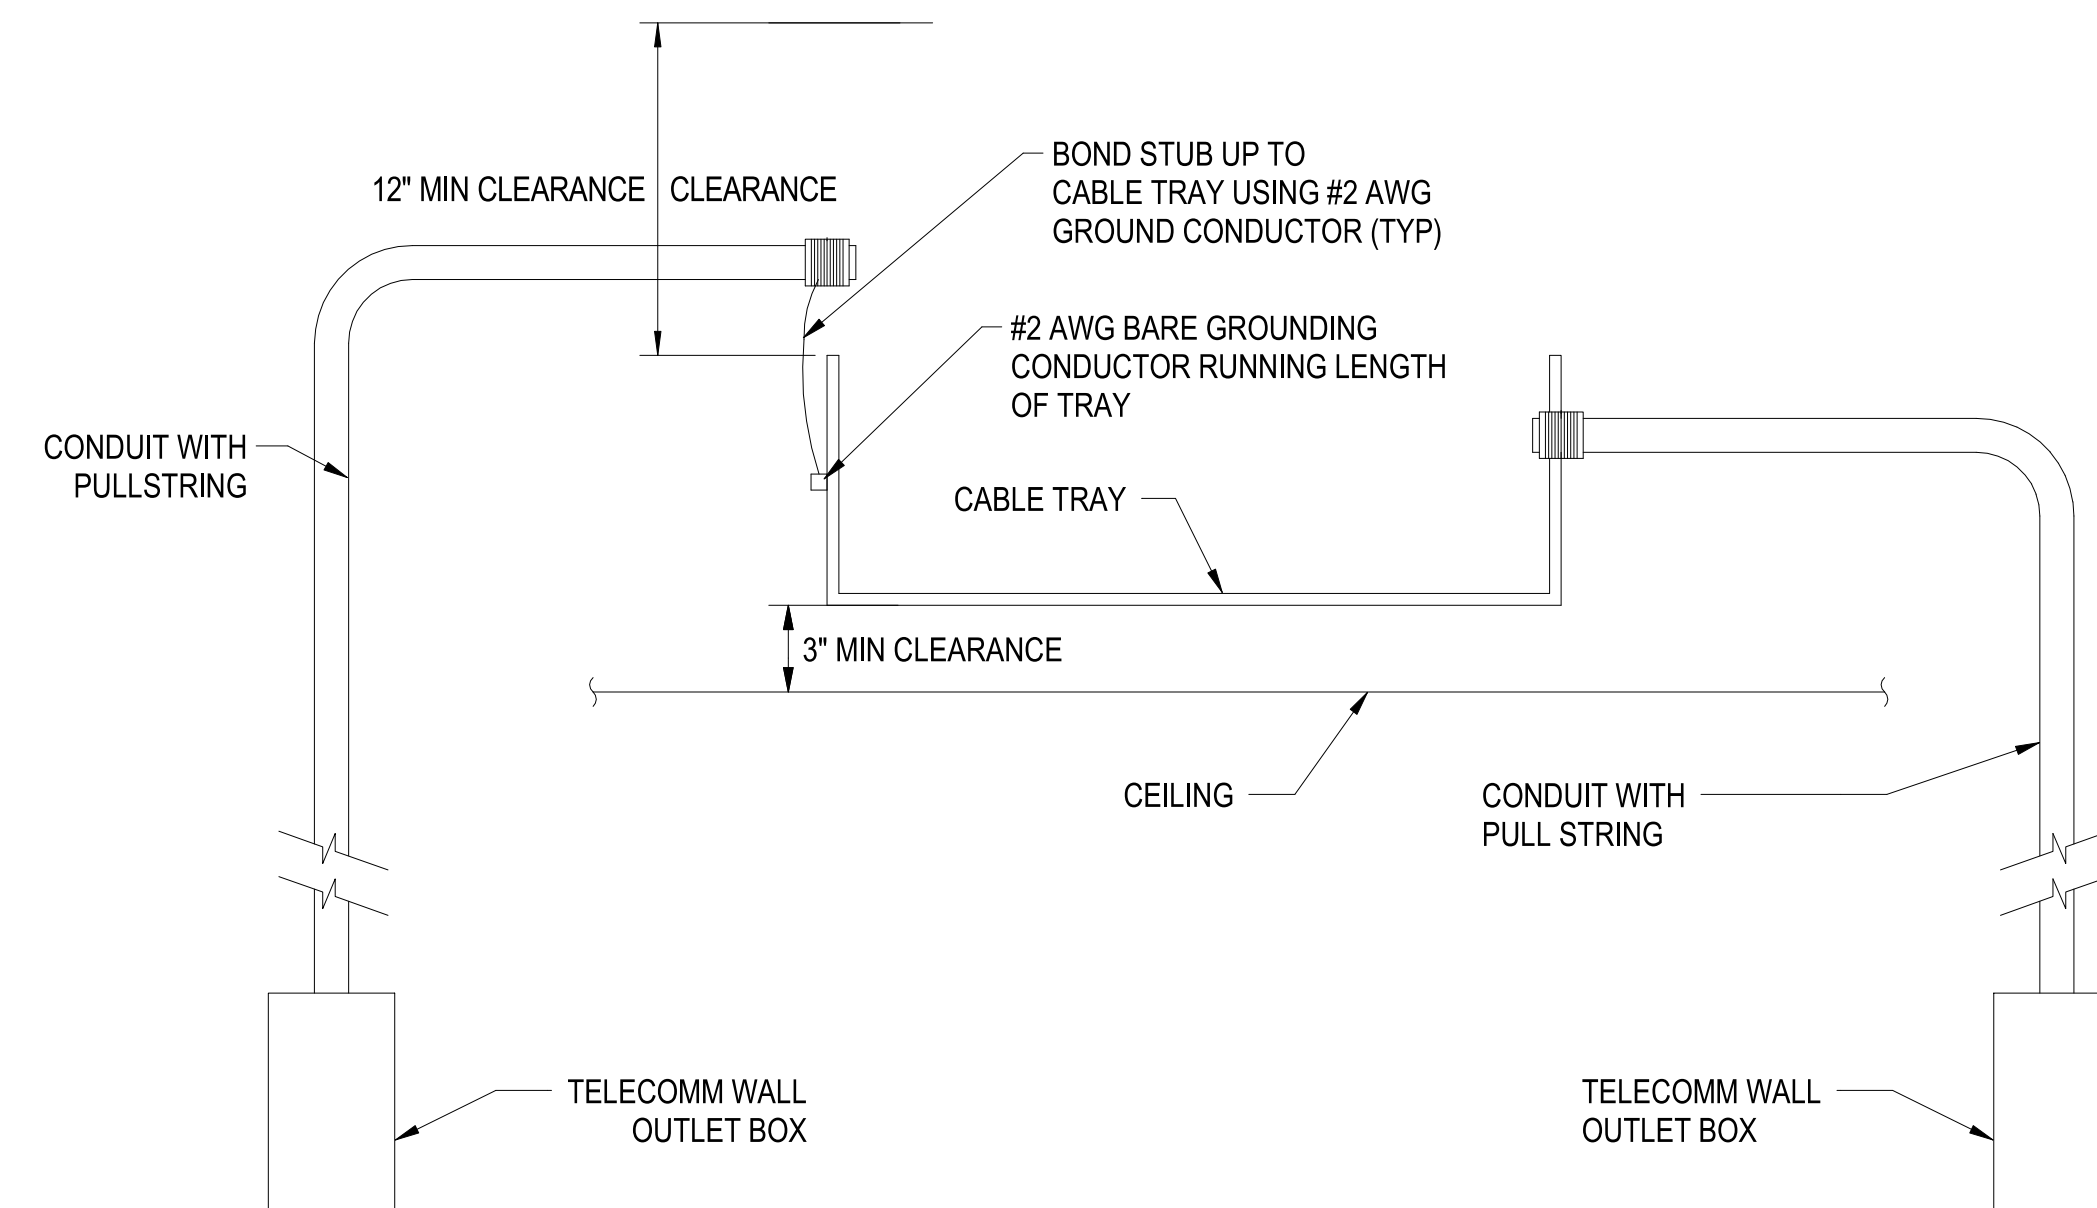 12" MIN CLEARANCE CLEARANCE
BOND STUB UP TO
CABLE TRAY USING #2 AWG
GROUND CONDUCTOR (TYP)
#2 AWG BARE GROUNDING
CONDUCTOR RUNNING LENGTH
OF TRAY
CONDUIT WITH
PULLSTRING
CABLE TRAY
3" MIN CLEARANCE
CEILING
CONDUIT WITH
PULL STRING
TELECOMM WALL
OUTLET BOX
TELECOMM WALL
OUTLET BOX